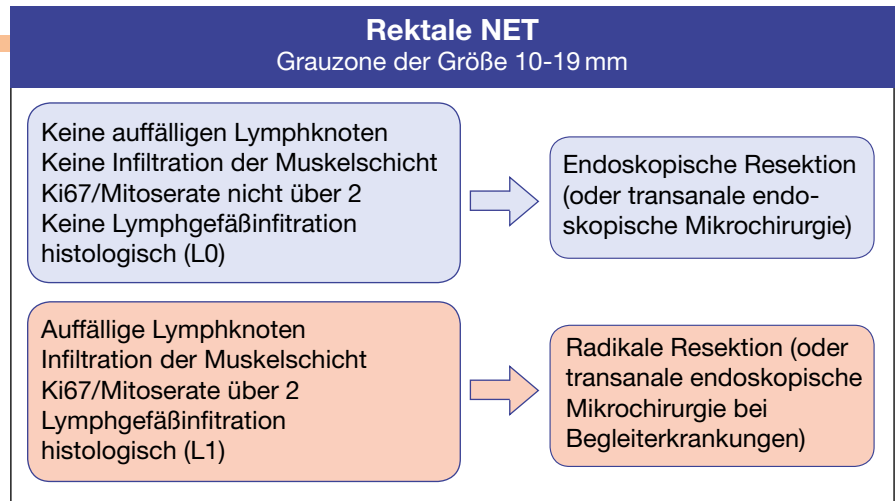 Rektale NET
Grauzone der Größe 10-19 mm
Keine auffälligen Lymphknoten
Keine Infiltration der Muskelschicht
Ki67/Mitoserate nicht über 2
Keine Lymphgefäßinfitration
histologisch (L0)
Endoskopische Resektion
(oder transanale endo-
skopische Mikrochirurgie)
Auffällige Lymphknoten
Infiltration der Muskelschicht
Ki67/Mitoserate über 2
Lymphgefäßinfitration
histologisch (L1)
Radikale Resektion (oder
transanale endoskopische
Mikrochirurgie bei
Begleiterkrankungen)